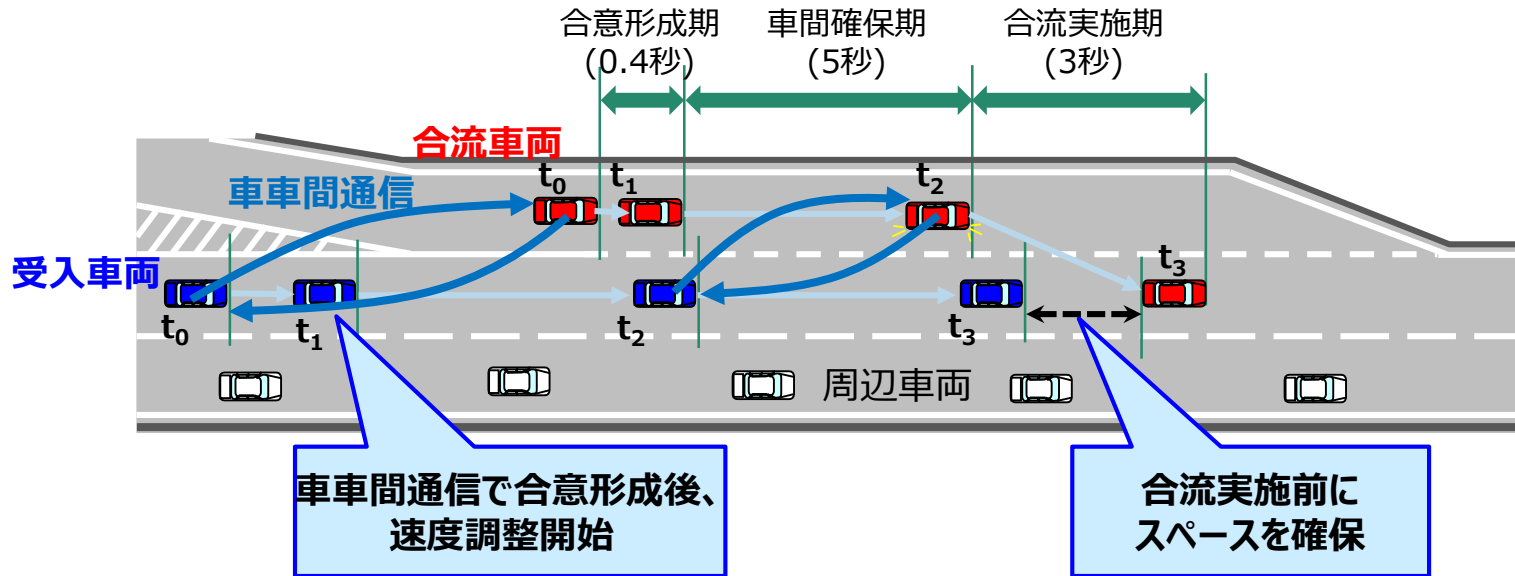 合意形成期
(0.4秒)
車間確保期
(5秒)
合流実施期
(3秒)
合流車両
車車間通信
t₀
t₁
t₂
受入車両
t₃
t₀
t₁
t₂
t₃
周辺車両
車車間通信で合意形成後、
速度調整開始
合流実施前に
スペースを確保